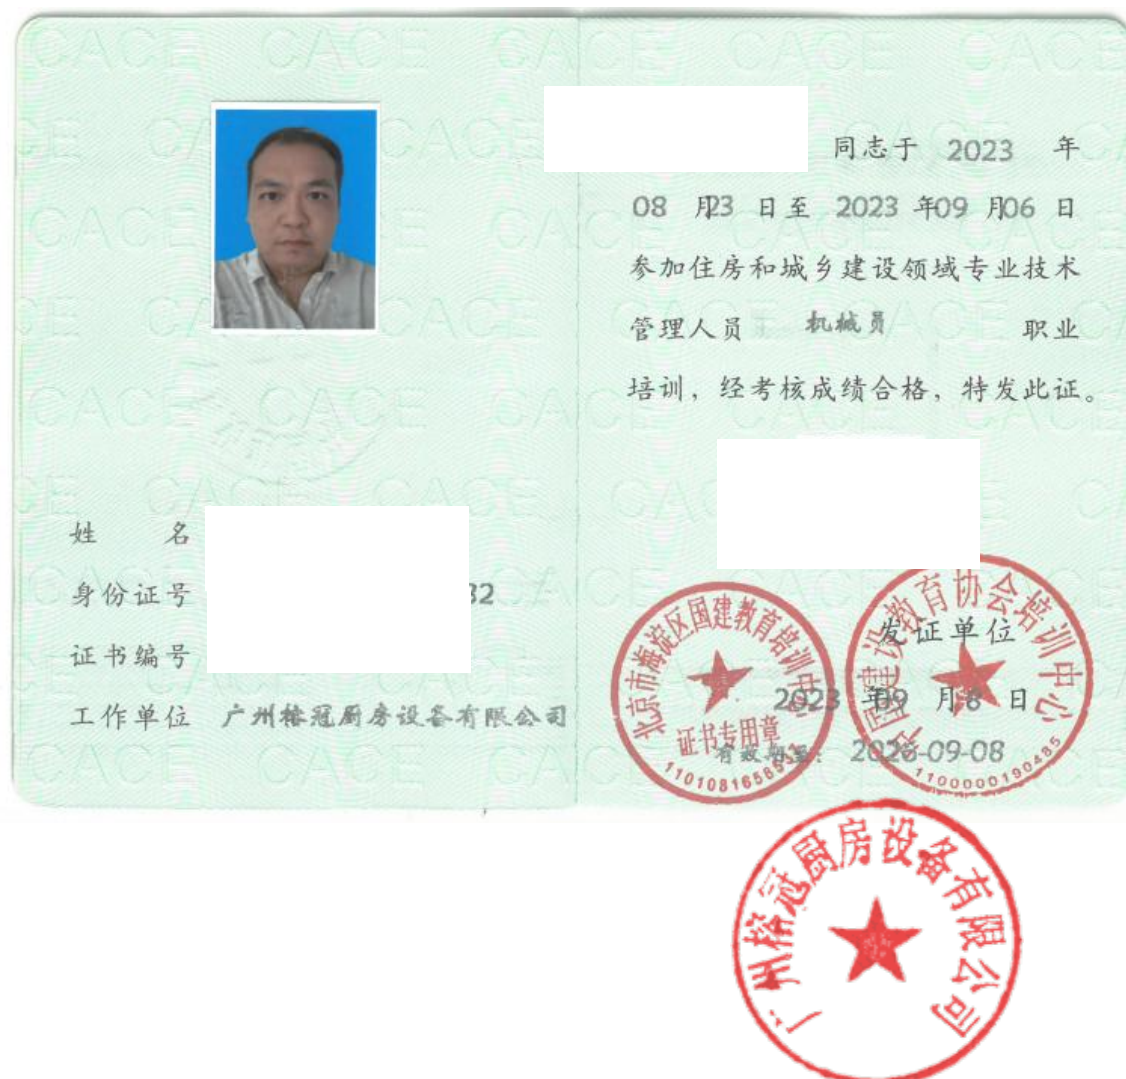 同志于 2023 年
08 月23 日至 2023 年09 月06 日
参加住房和城乡建设领域专业技术
管理人员 机械员 职业
培训，经考核成绩合格，特发此证。
姓 名
身份证号 32
证书编号
工作单位 广州榕冠厨房设备有限公司
发证单位
2023 年09 月8 日
有效期至： 2026-09-08
北京市海淀区国建教育培训中心
证书专用章
中国建设教育协会培训中心
1100000190485
广州榕冠厨房设备有限公司
CACE